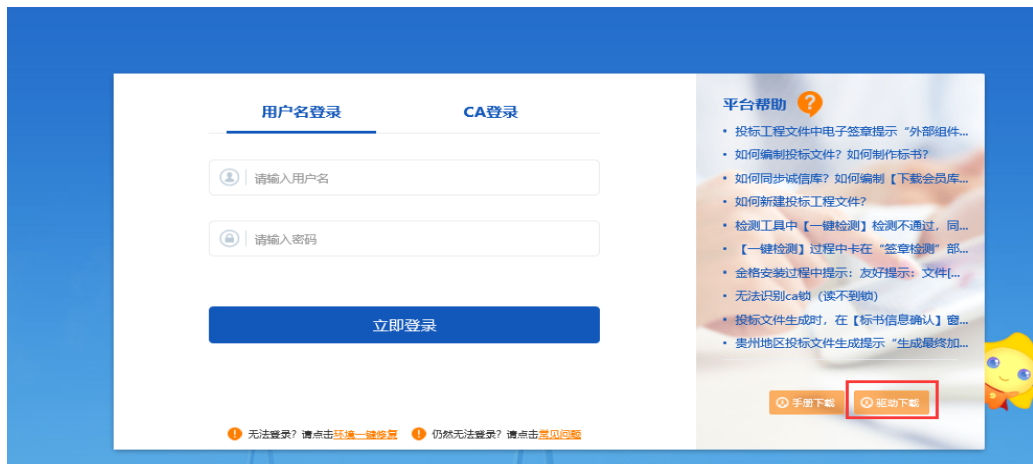 用户名登录
CA登录
请输入用户名
请输入密码
立即登录
无法登录？请点击环境一键修复 仍然无法登录？请点击常见问题
平台帮助
· 投标工程文件中电子签章提示“外部组件...
· 如何编制投标文件？如何制作标书？
· 如何同步诚信库？如何编制【下载会员库...
· 如何新建投标工程文件？
· 检测工具中【一键检测】检测不通过，同...
· 【一键检测】过程中卡在“签章检测”部...
· 金格安装过程中提示：友好提示：文件[...
· 无法识别ca锁（读不到锁）
· 投标文件生成时，在【标书信息确认】窗...
· 贵州地区投标文件生成提示“生成最终加...
手册下载
驱动下载